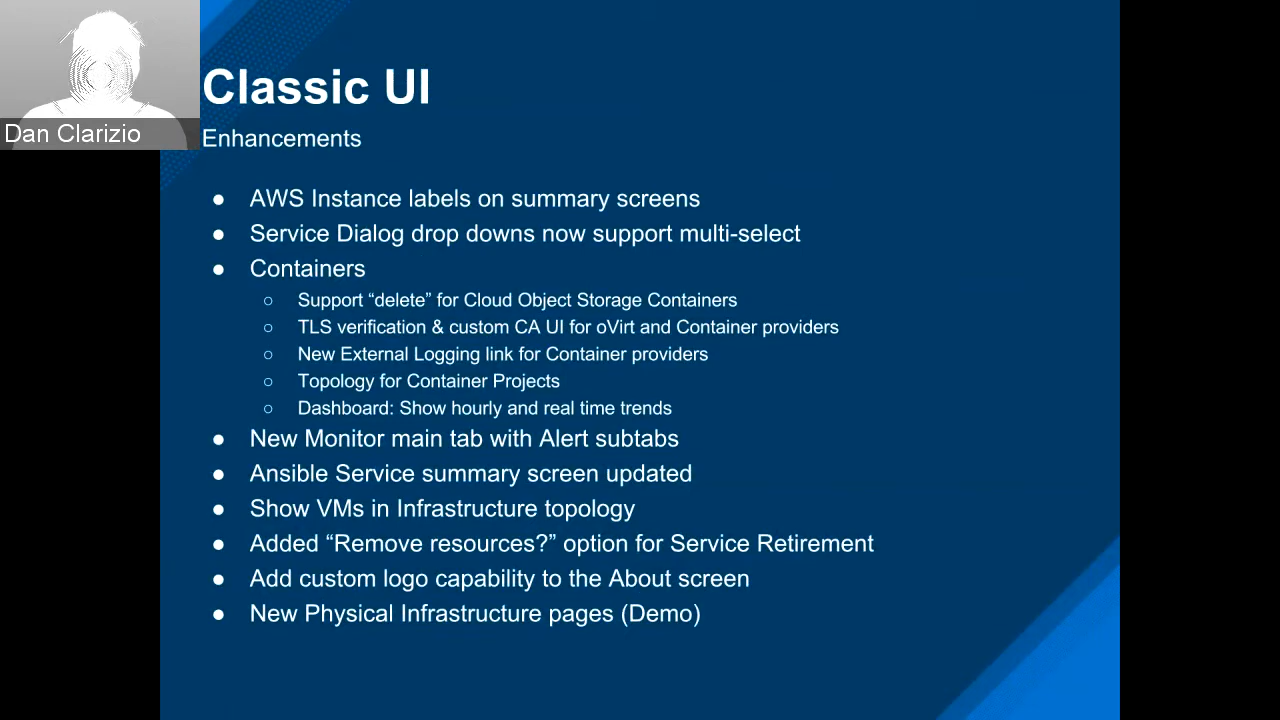 Classic UI
Dan Clarizio
Enhancements
● AWS Instance labels on summary screens
● Service Dialog drop downs now support multi-select
● Containers
○ Support “delete” for Cloud Object Storage Containers
○ TLS verification & custom CA UI for oVirt and Container providers
○ New External Logging link for Container providers
○ Topology for Container Projects
○ Dashboard: Show hourly and real time trends
● New Monitor main tab with Alert subtabs
● Ansible Service summary screen updated
● Show VMs in Infrastructure topology
● Added “Remove resources?” option for Service Retirement
● Add custom logo capability to the About screen
● New Physical Infrastructure pages (Demo)